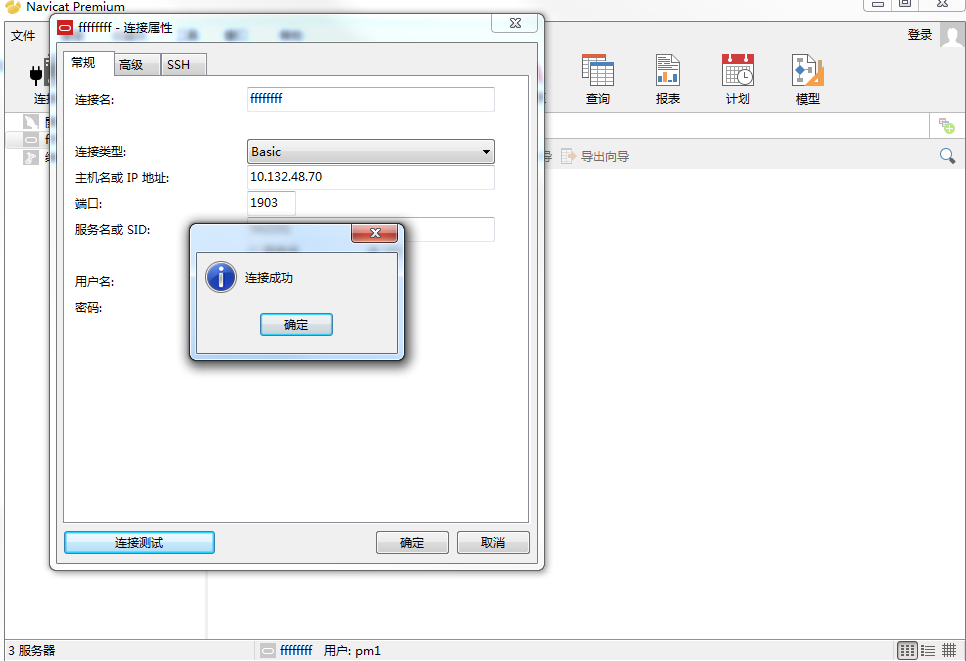 Navicat Premium
ffffffff - 连接属性
文件
登录
常规 高级 SSH
连接名: ffffffff
查询 报表 计划 模型
连接类型: Basic
导出向导
主机名或 IP 地址: 10.132.48.70
端口: 1903
服务名或 SID:
连接成功
用户名:
密码:
确定
连接测试 确定 取消
3 服务器 ffffffff 用户: pm1